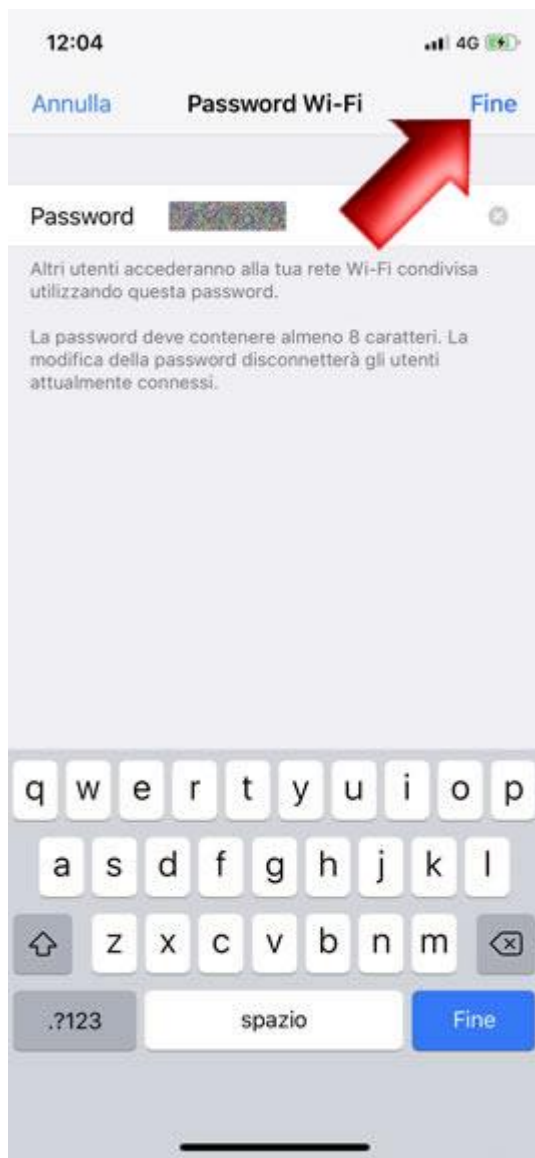 12:04 4G
Annulla Password Wi-Fi Fine
Password
Altri utenti accederanno alla tua rete Wi-Fi condivisa
utilizzando questa password.
La password deve contenere almeno 8 caratteri. La
modifica della password disconnetterà gli utenti
attualmente connessi.
q w e r t y u i o p
a s d f g h j k l
z x c v b n m
.?123 spazio Fine